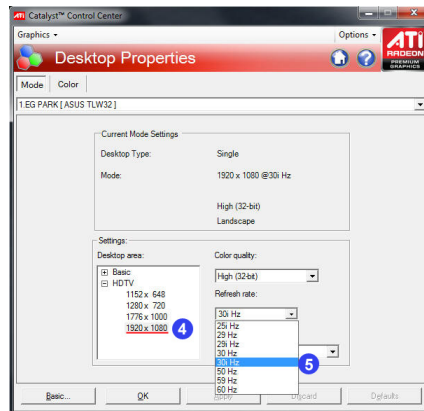 ATI Catalyst™ Control Center
Graphics Options
ATI
RADEON
PREMIUM
GRAPHICS
Desktop Properties
Mode Color
1.EG PARK [ ASUS TLW32 ]
Current Mode Settings
Desktop Type: Single
Mode: 1920 x 1080 @30i Hz
High (32-bit)
Landscape
Settings:
Desktop area: Color quality:
Basic High (32-bit)
HDTV
1152 x 648 Refresh rate:
1280 x 720
1776 x 1000 30i Hz
1920 x 1080 4
25i Hz
29 Hz
29i Hz
30 Hz
30i Hz 5
50 Hz
59 Hz
60 Hz
Basic... OK Apply Discard Defaults